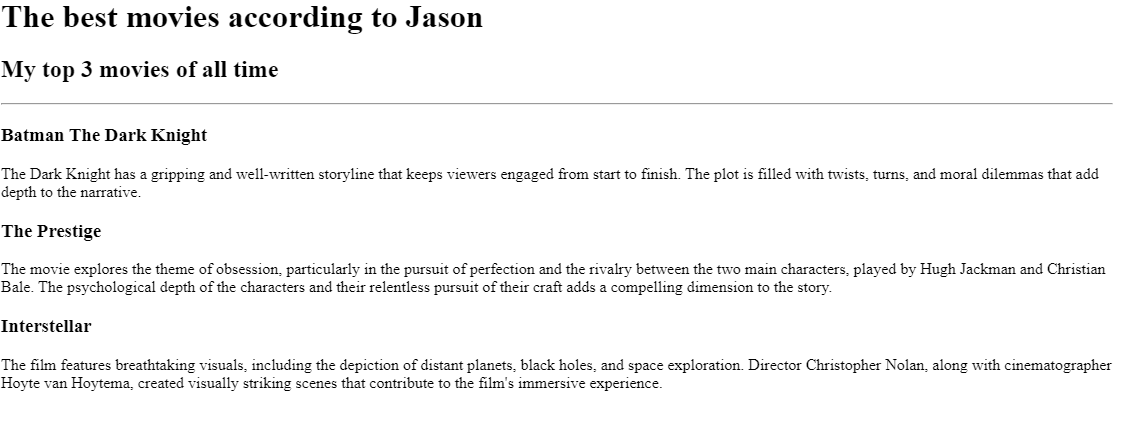 The best movies according to Jason
My top 3 movies of all time
Batman The Dark Knight
The Dark Knight has a gripping and well-written storyline that keeps viewers engaged from start to finish. The plot is filled with twists, turns, and moral dilemmas that add
depth to the narrative.
The Prestige
The movie explores the theme of obsession, particularly in the pursuit of perfection and the rivalry between the two main characters, played by Hugh Jackman and Christian
Bale. The psychological depth of the characters and their relentless pursuit of their craft adds a compelling dimension to the story.
Interstellar
The film features breathtaking visuals, including the depiction of distant planets, black holes, and space exploration. Director Christopher Nolan, along with cinematographer
Hoyte van Hoytema, created visually striking scenes that contribute to the film's immersive experience.